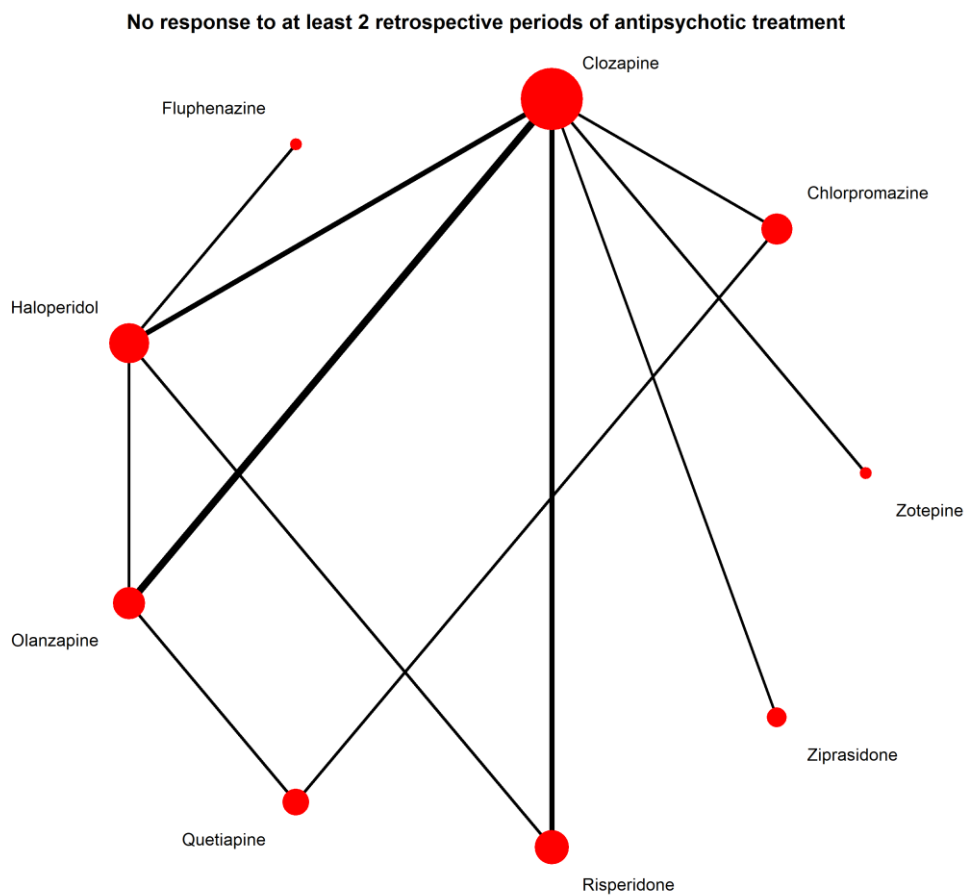 No response to at least 2 retrospective periods of antipsychotic treatment
Clozapine
Fluphenazine
Chlorpromazine
Haloperidol
Zotepine
Olanzapine
Ziprasidone
Quetiapine
Risperidone